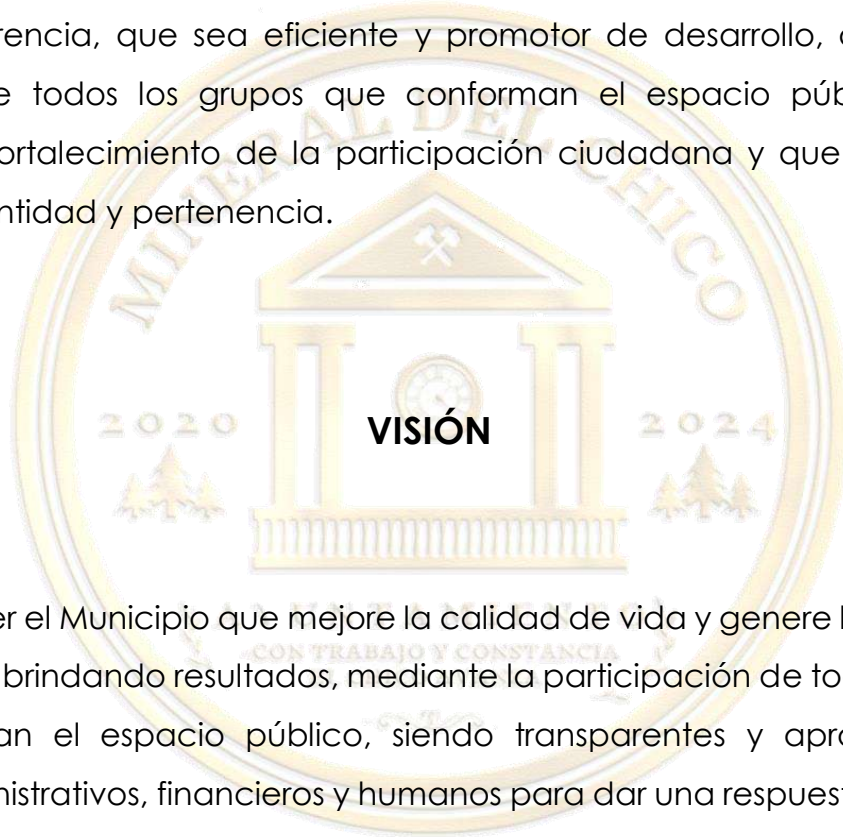 rencia, que sea eficiente y promotor de desarrollo,
e todos los grupos que conforman el espacio púb
ortalecimiento de la participación ciudadana y que
ntidad y pertenencia.
MINERAL DEL CHICO
2020
VISIÓN
2024
er el Municipio que mejore la calidad de vida y genere
CON TRABAJO Y CONSTANCIA
brindando resultados, mediante la participación de to
an el espacio público, siendo transparentes y apro
nistrativos, financieros y humanos para dar una respuest